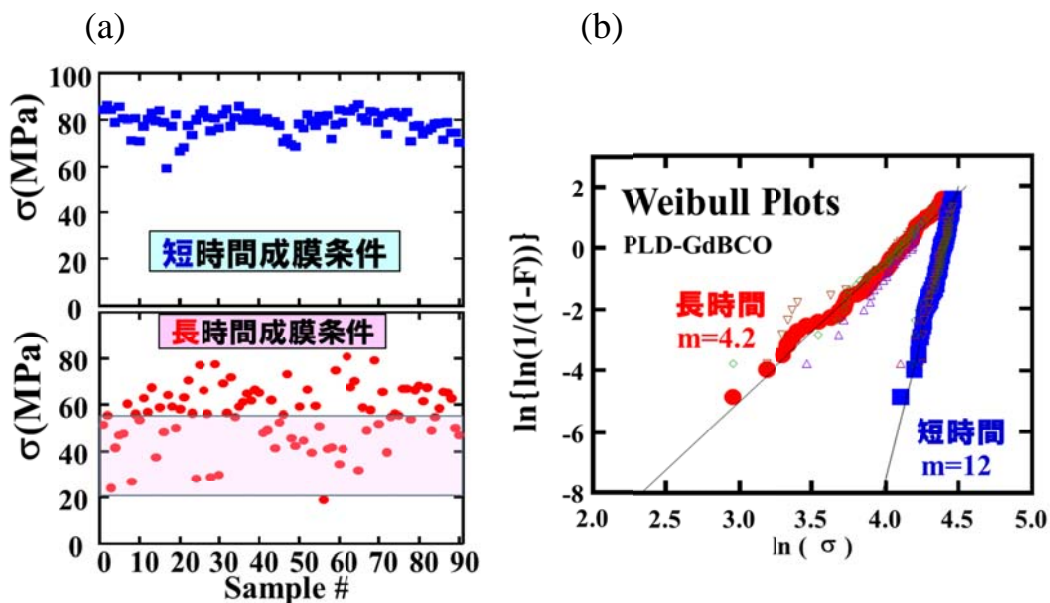 (a)
σ(MPa)
100
80
60
40
20
0
短時間成膜条件
σ(MPa)
長時間成膜条件
80
60
40
20
0
0 10 20 30 40 50 60 70 80 90
Sample #
(b)
ln{ln(1/(1-F))}
2
0
-2
-4
-6
-8
Weibull Plots
PLD-GdBCO
長時間
m=4.2
短時間
m=12
2.0 2.5 3.0 3.5 4.0 4.5 5.0
ln ( σ )